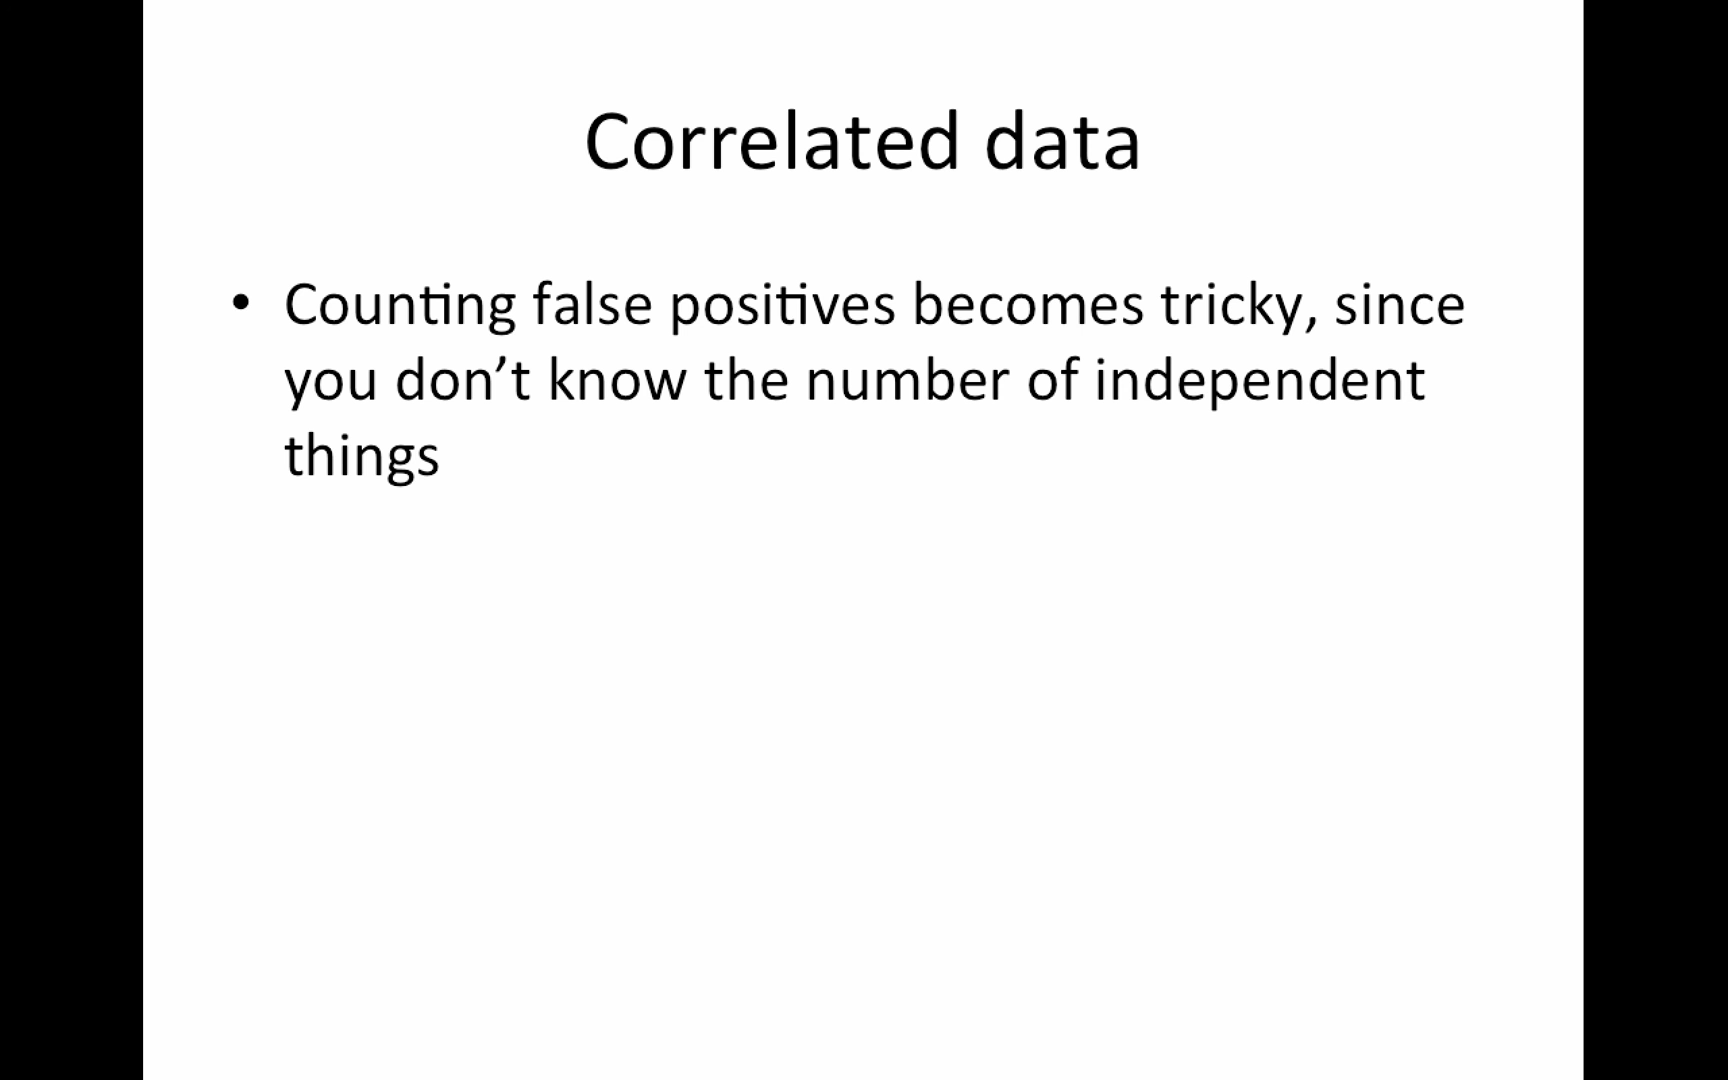 Correlated data
• Counting false positives becomes tricky, since
you don’t know the number of independent
things